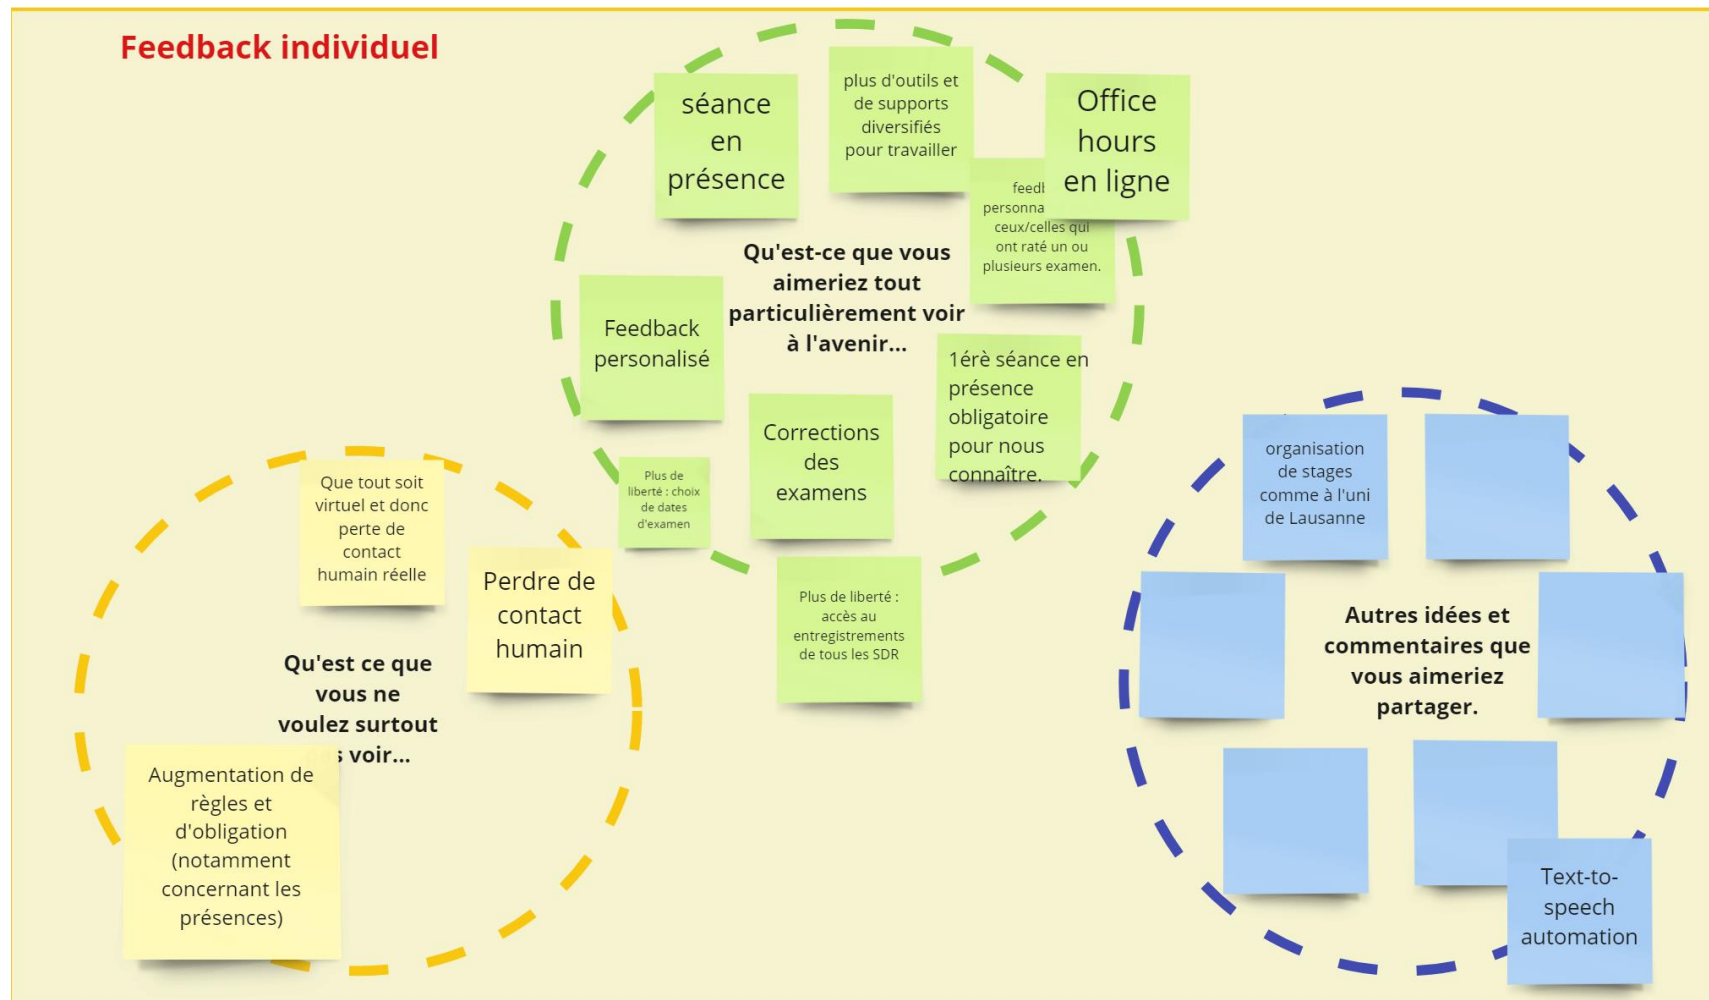 Feedback individuel
séance
en
présence
plus d'outils et
de supports
diversifiés
pour travailler
Office
hours
en ligne
ceux/celles qui
ont raté un ou
plusieurs examen.
Qu'est-ce que vous
aimeriez tout
particulièrement voir
à l'avenir...
Feedback
personalisé
1érè séance en
présence
obligatoire
pour nous
connaître.
Corrections
des
examens
Plus de
liberté : choix
de dates
d'examen
Plus de liberté :
accès au
entregistrements
de tous les SDR
Que tout soit
virtuel et donc
perte de
contact
humain réelle
Perdre de
contact
humain
Qu'est ce que
vous ne
voulez surtout
voir...
Augmentation de
règles et
d'obligation
(notamment
concernant les
présences)
organisation
de stages
comme à l'uni
de Lausanne
Autres idées et
commentaires que
vous aimeriez
partager.
Text-to-
speech
automation